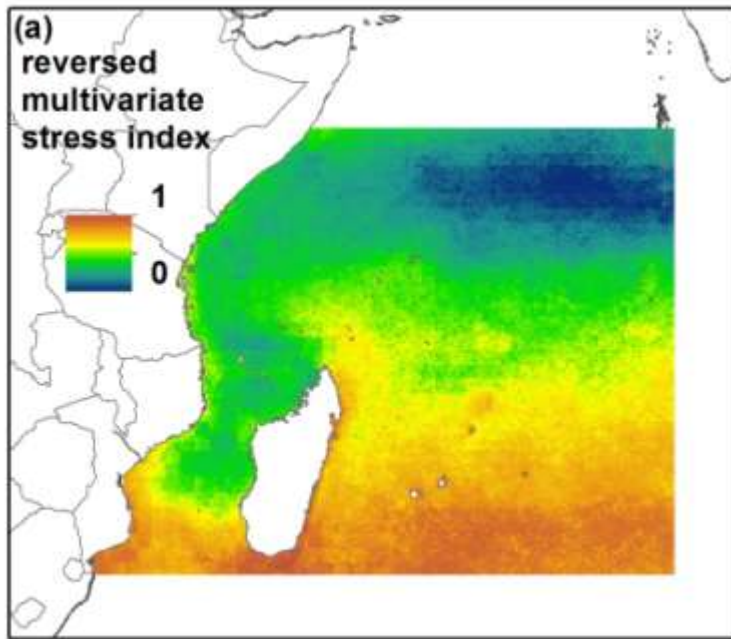 (a)
reversed
multivariate
stress index
1
0